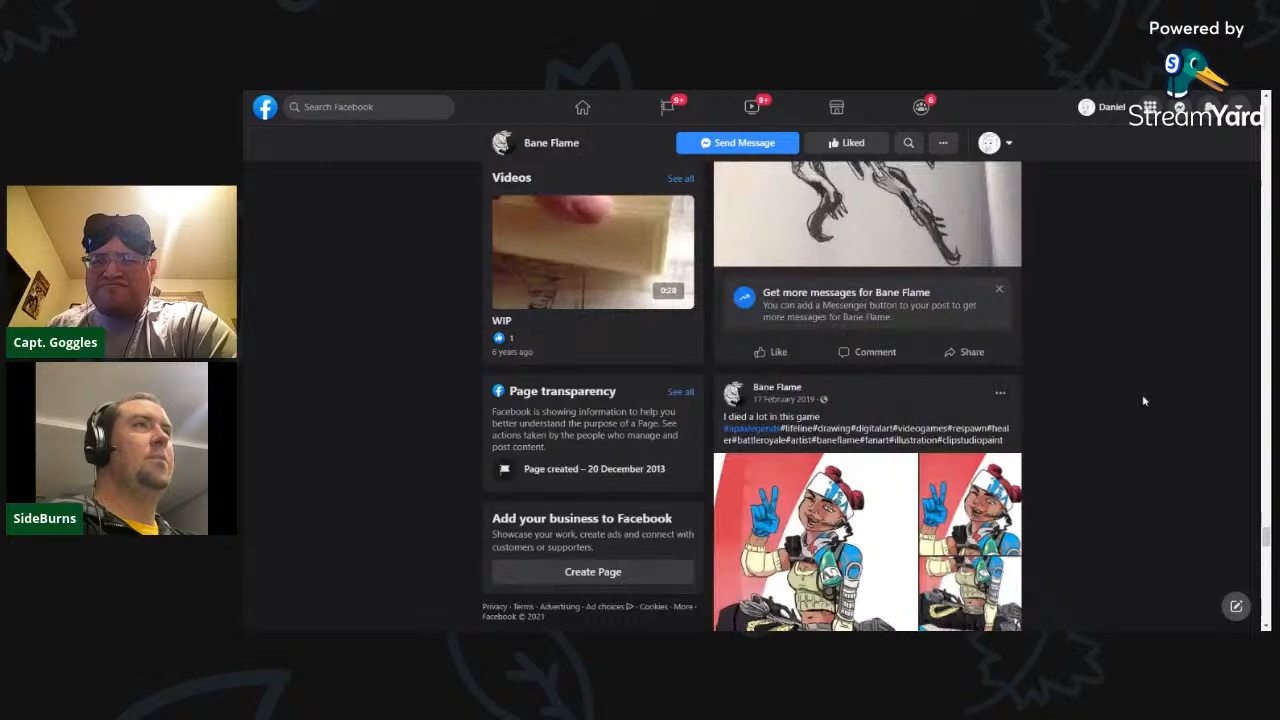 Powered by
StreamYard
Search Facebook
9+
9+
6
Daniel
Bane Flame
Send Message
Liked
Videos
See all
0:28
WIP
1
6 years ago
Page transparency
See all
Facebook is showing information to help you
better understand the purpose of a Page. See
actions taken by the people who manage and
post content.
Page created – 20 December 2013
Add your business to Facebook
Showcase your work, create ads and connect with
customers or supporters.
Create Page
Privacy · Terms · Advertising · Ad choices · Cookies · More ·
Facebook © 2021
Get more messages for Bane Flame
You can add a Messenger button to your post to get
more messages for Bane Flame.
Like
Comment
Share
Bane Flame
17 February 2019 ·
I died a lot in this game
#apaxlegends#lifeline#drawing#digitalart#videogames#respawn#heal
er#battleroyale#artist#baneflame#fanart#illustration#clipstudiopaint
Capt. Goggles
SideBurns